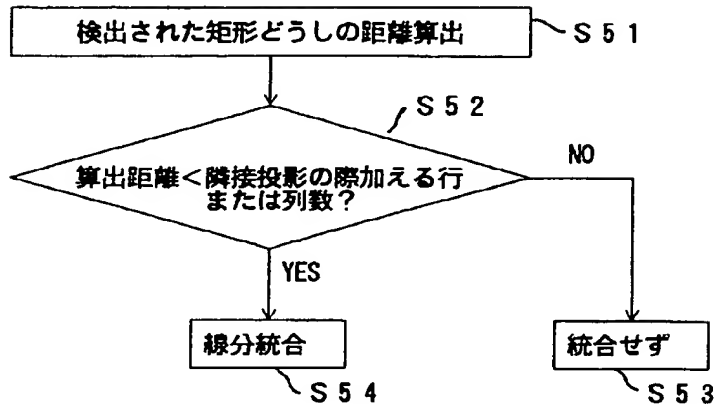 検出された矩形どうしの距離算出
S51
S52
算出距離<隣接投影の際加える行
または列数?
NO
YES
線分統合
統合せず
S54
S53